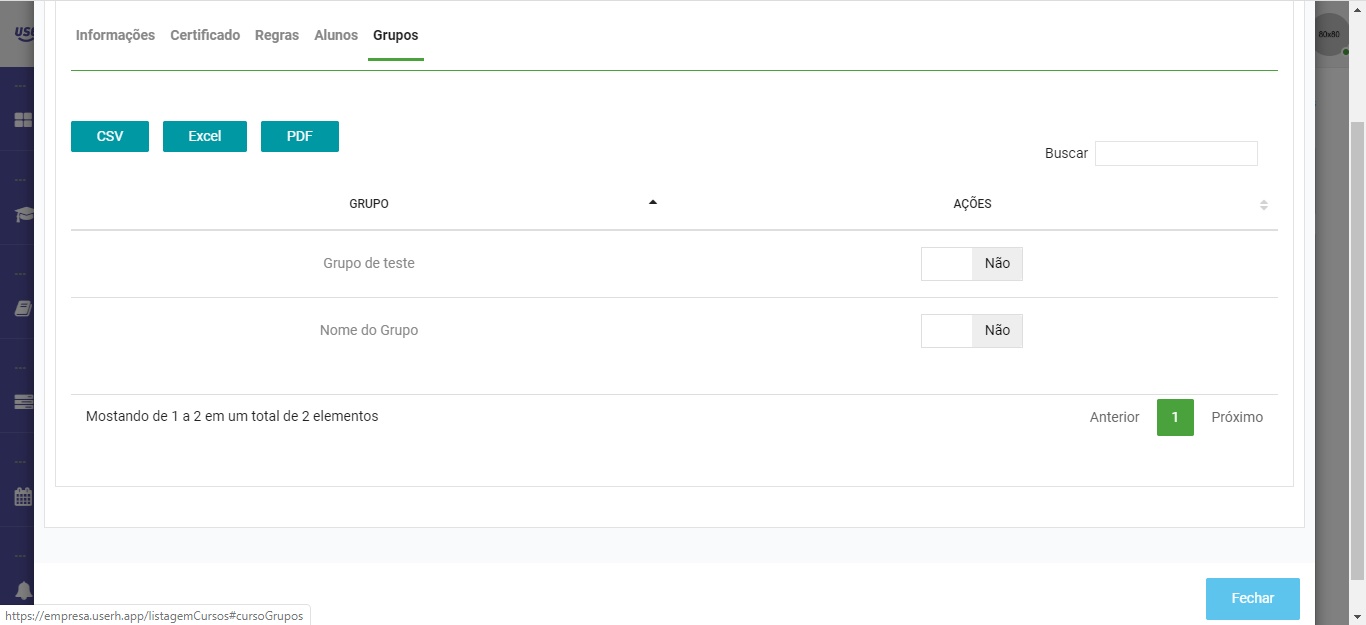 Informações Certificado Regras Alunos Grupos
80x80
CSV Excel PDF
Buscar
GRUPO AÇÕES
Grupo de teste Não
Nome do Grupo Não
Mostando de 1 a 2 em um total de 2 elementos
Anterior 1 Próximo
Fechar
https://empresa.userh.app/listagemCursos#cursoGrupos